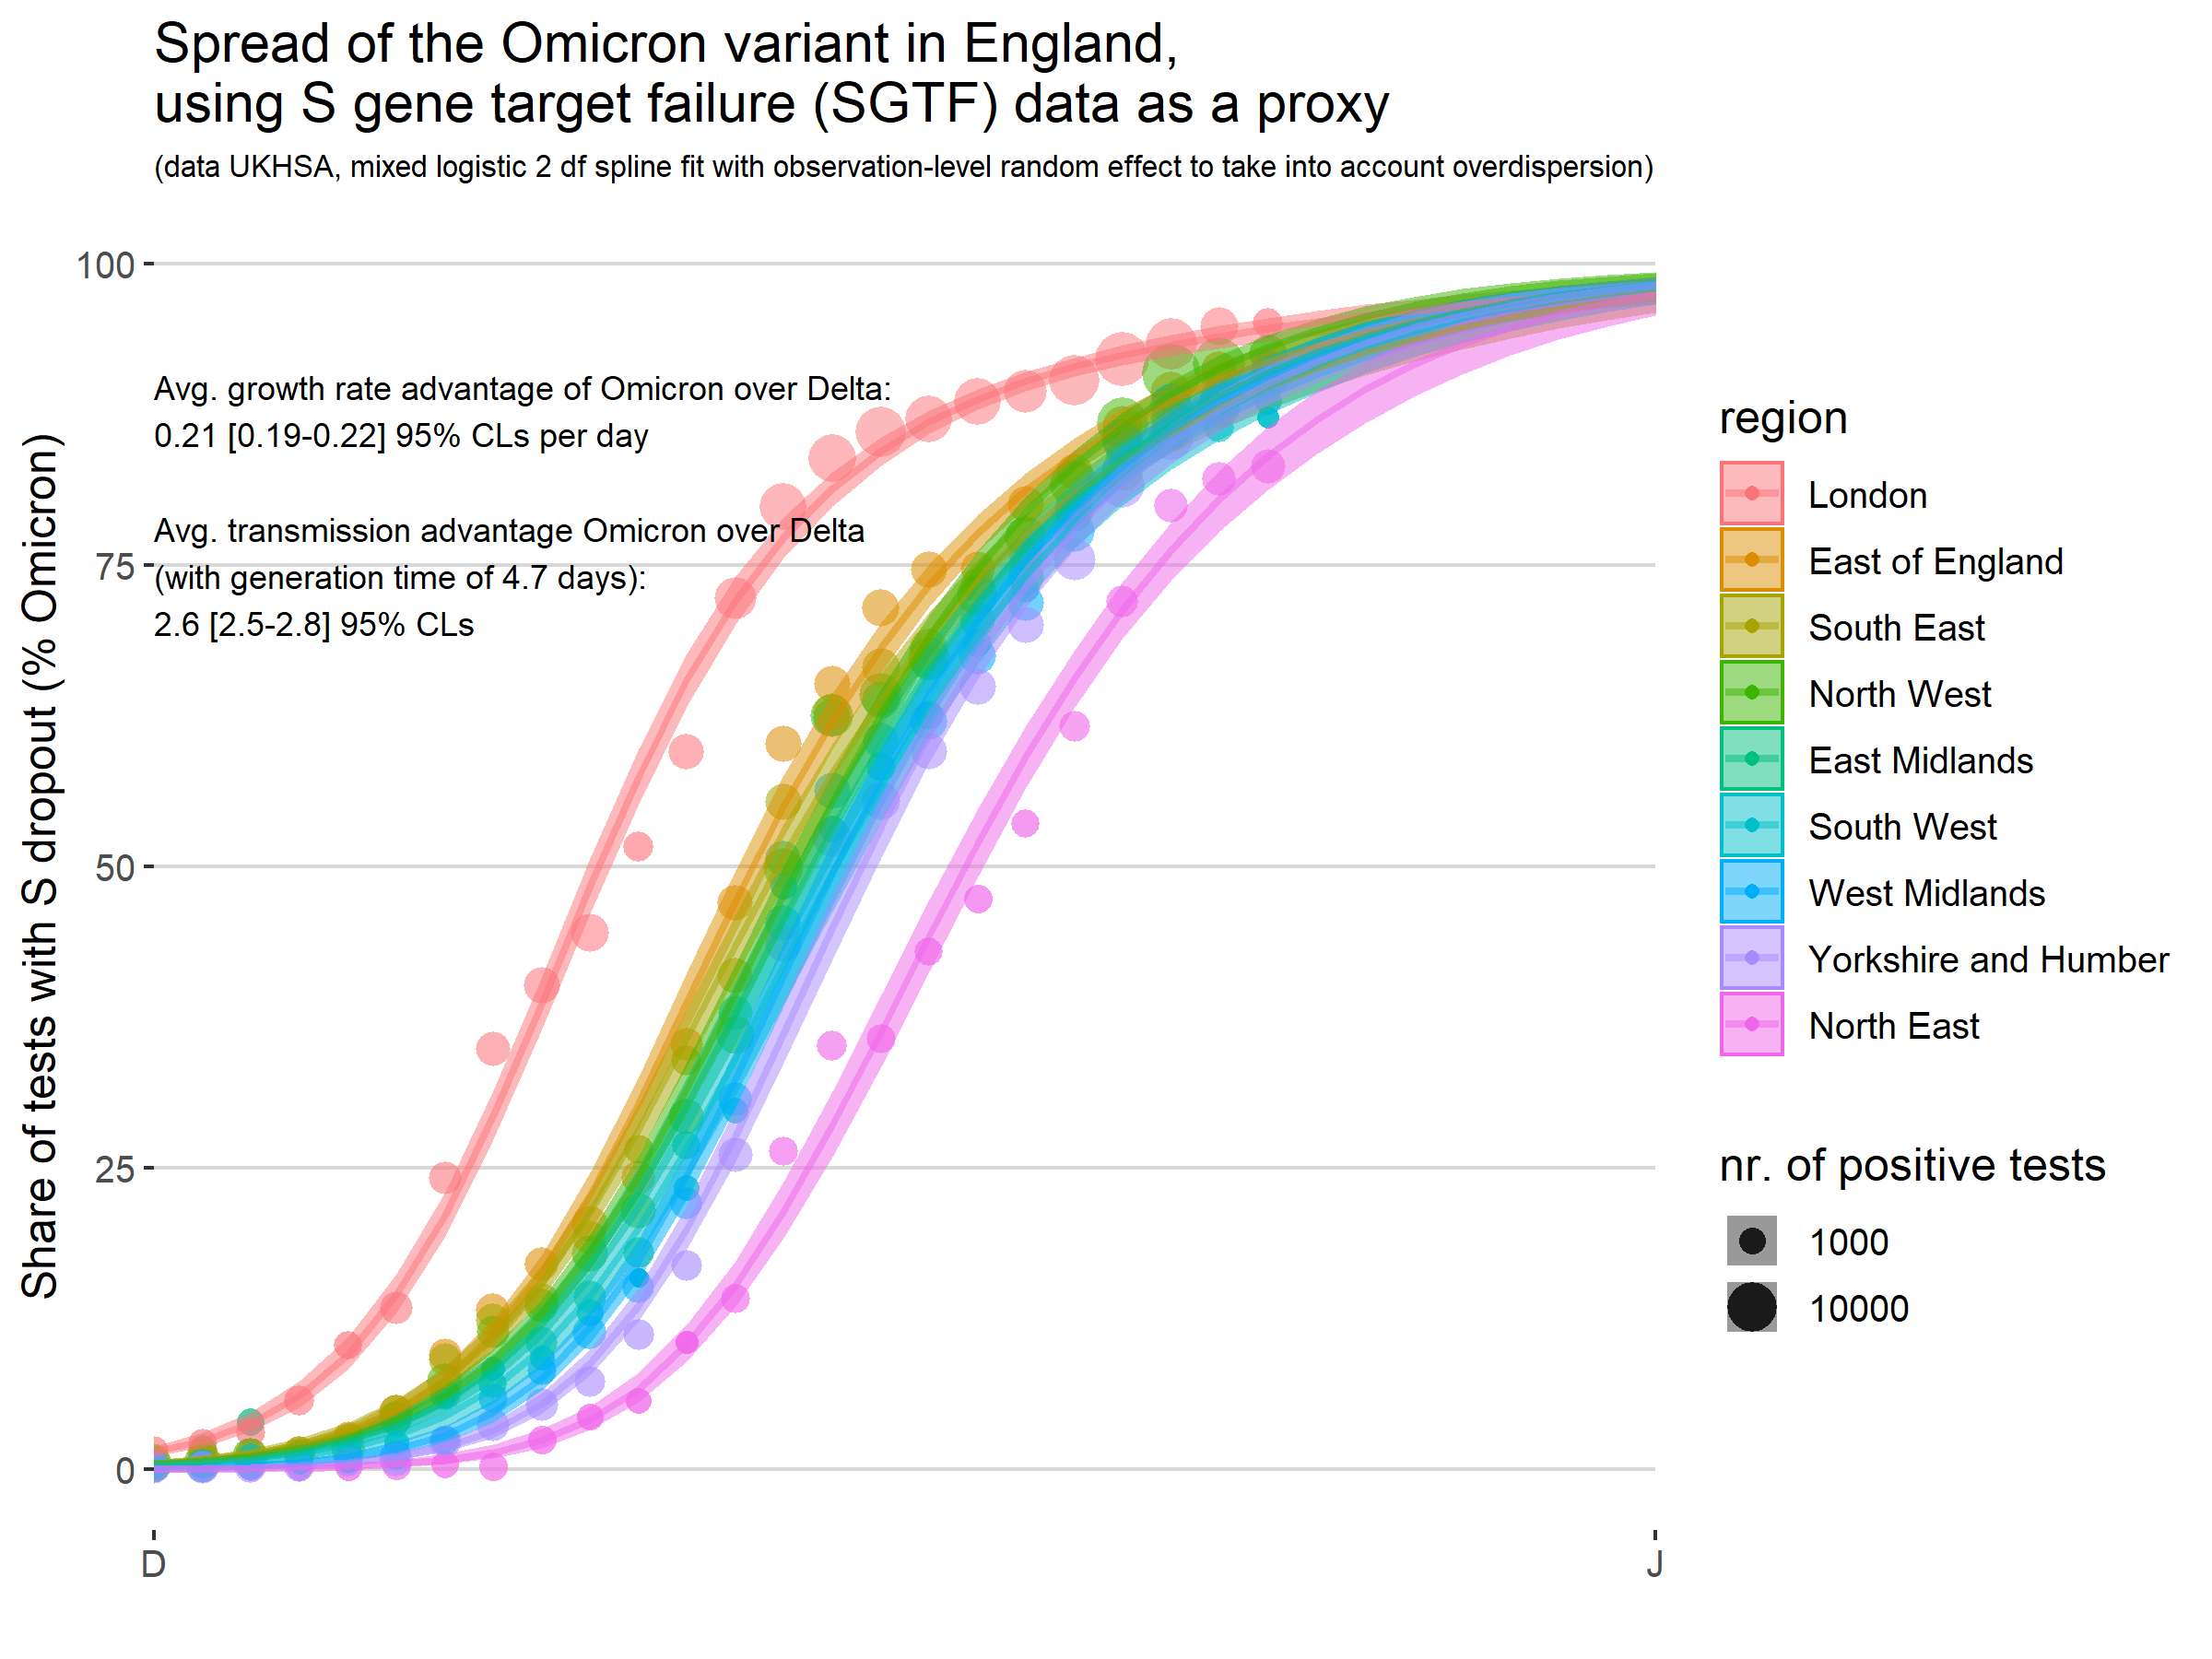 Spread of the Omicron variant in England,
using S gene target failure (SGTF) data as a proxy
(data UKHSA, mixed logistic 2 df spline fit with observation-level random effect to take into account overdispersion)
Share of tests with S dropout (% Omicron)
100
75
50
25
0
Avg. growth rate advantage of Omicron over Delta:
0.21 [0.19-0.22] 95% CLs per day
Avg. transmission advantage Omicron over Delta
(with generation time of 4.7 days):
2.6 [2.5-2.8] 95% CLs
D
J
region
London
East of England
South East
North West
East Midlands
South West
West Midlands
Yorkshire and Humber
North East
nr. of positive tests
1000
10000